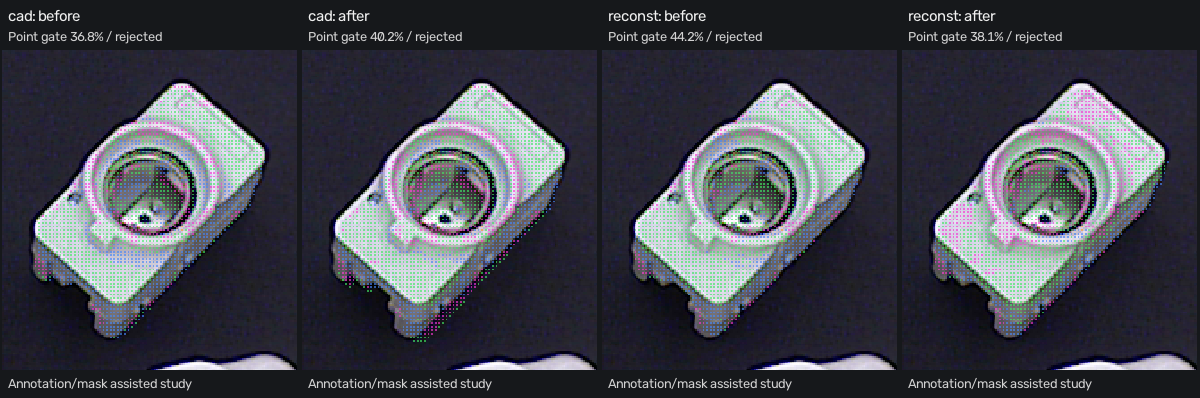 cad: before
Point gate 36.8% / rejected
Annotation/mask assisted study
cad: after
Point gate 40.2% / rejected
Annotation/mask assisted study
reconst: before
Point gate 44.2% / rejected
Annotation/mask assisted study
reconst: after
Point gate 38.1% / rejected
Annotation/mask assisted study